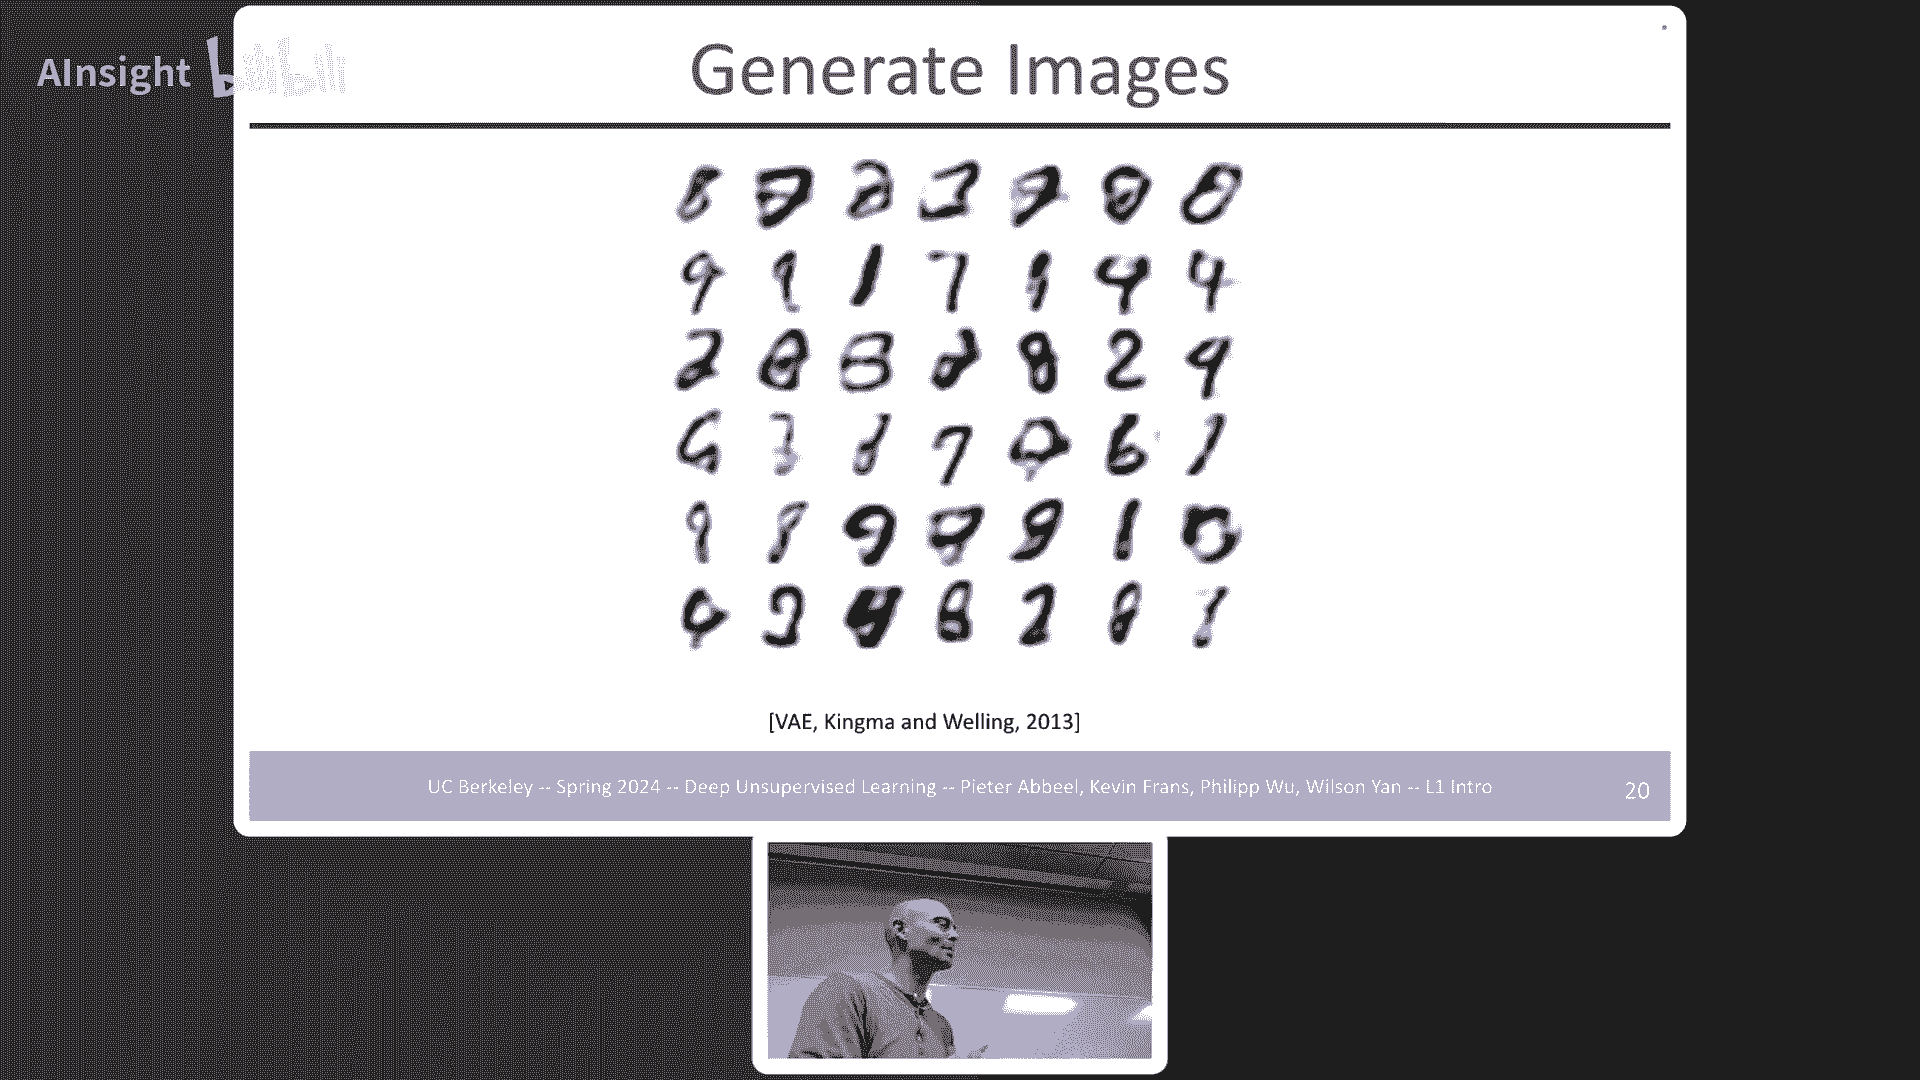 AInsight bilibili
Generate Images
[VAE, Kingma and Welling, 2013]
UC Berkeley -- Spring 2024 -- Deep Unsupervised Learning -- Pieter Abbeel, Kevin Frans, Philipp Wu, Wilson Yan -- L1 Intro
20